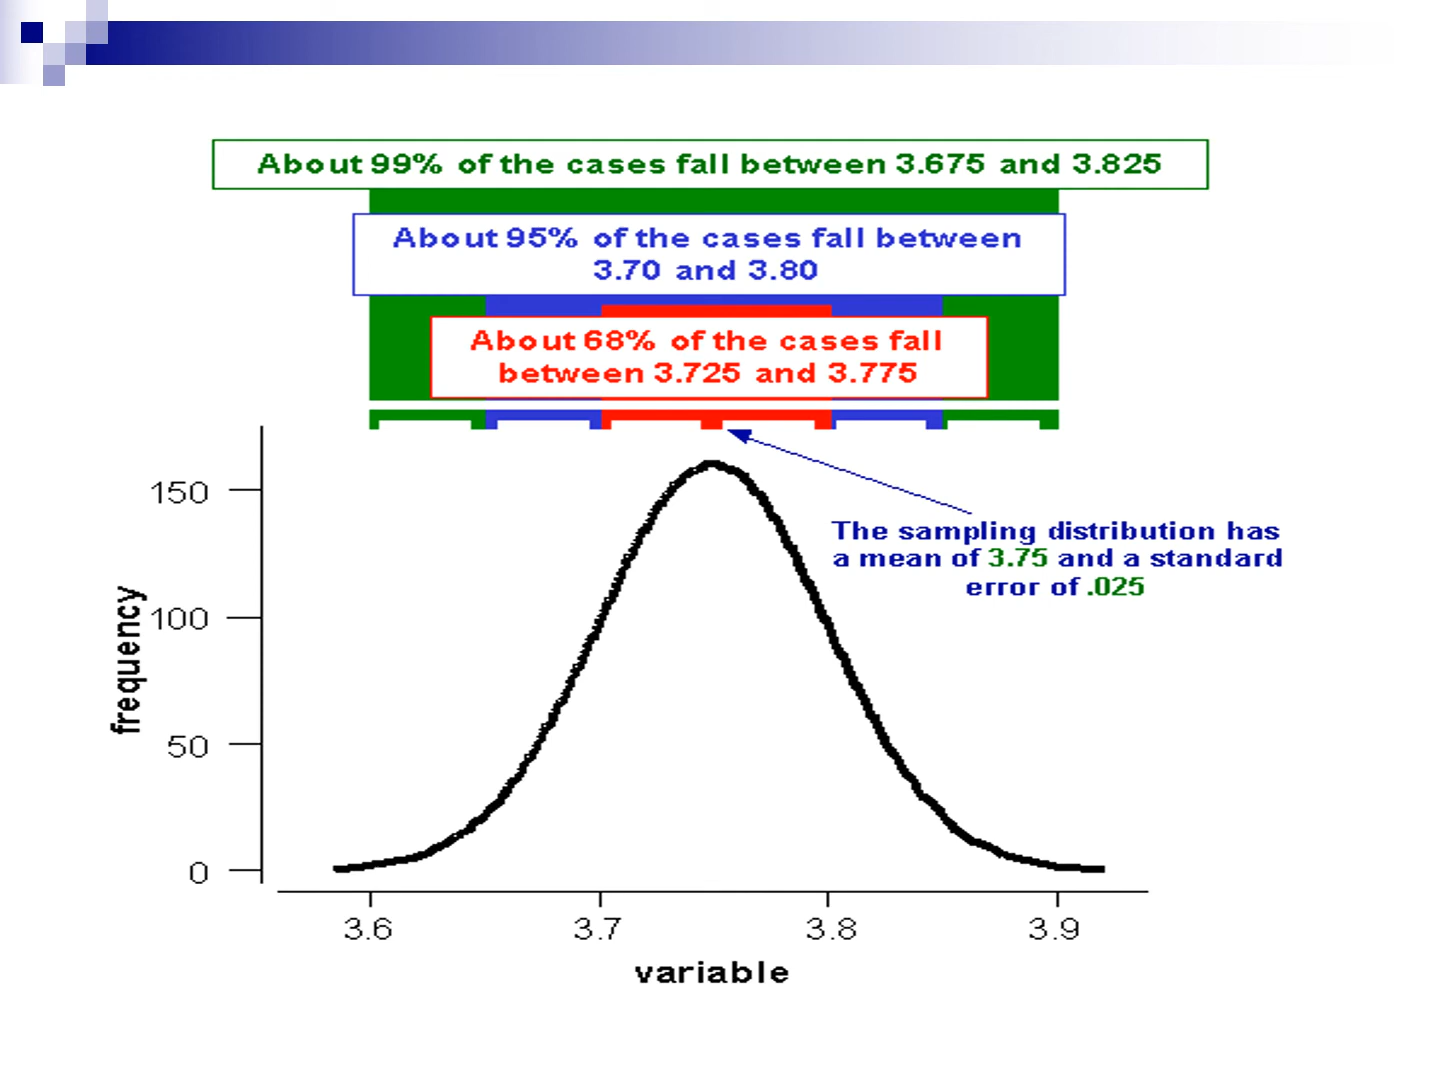 About 99% of the cases fall between 3.675 and 3.825
About 95% of the cases fall between
3.70 and 3.80
About 68% of the cases fall
between 3.725 and 3.775
The sampling distribution has
a mean of 3.75 and a standard
error of .025
150
100
50
0
frequency
3.6 3.7 3.8 3.9
variable